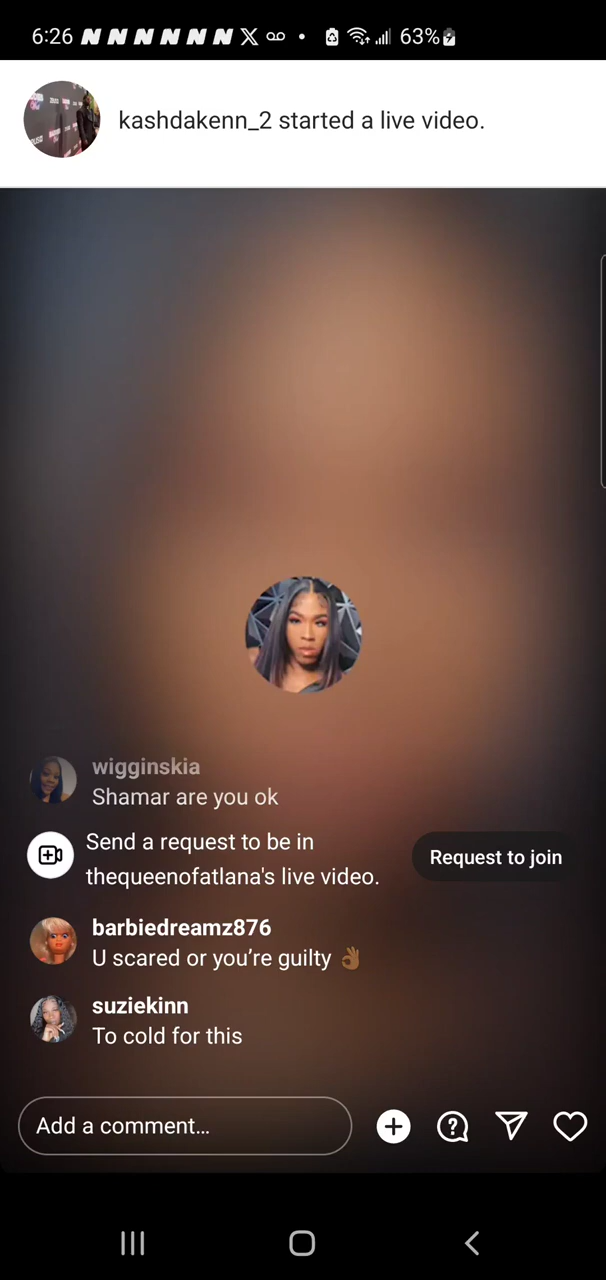 6:26 63%
kashdakenn_2 started a live video.
wigginskia
Shamar are you ok
Send a request to be in
thequeenofatlana's live video.
Request to join
barbiedreamz876
U scared or you’re guilty 👌🏾
suziekinn
To cold for this
Add a comment…